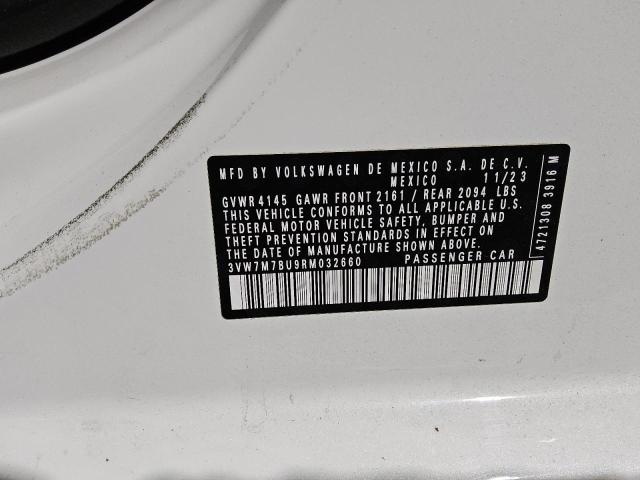 MFD BY VOLKSWAGEN DE MEXICO S.A. DE C.V.
MEXICO 11/23
GVWR 4145 GAWR FRONT 2161 / REAR 2094 LBS
THIS VEHICLE CONFORMS TO ALL APPLICABLE U.S.
FEDERAL MOTOR VEHICLE SAFETY, BUMPER AND
THEFT PREVENTION STANDARDS IN EFFECT ON
THE DATE OF MANUFACTURE SHOWN ABOVE.
3VW7M7BU9RM032660 PASSENGER CAR
4721308 3916 M